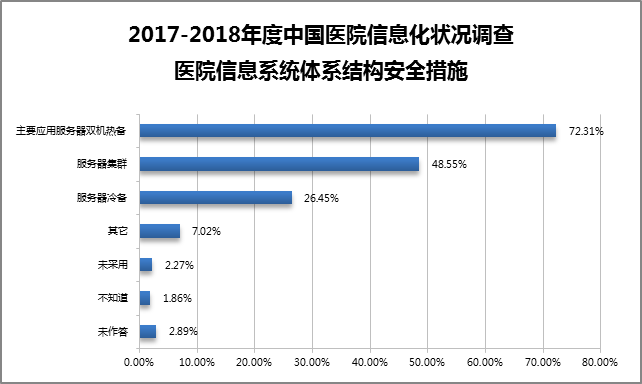 2017-2018年度中国医院信息化状况调查
医院信息系统体系结构安全措施
主要应用服务器双机热备 72.31%
服务器集群 48.55%
服务器冷备 26.45%
其它 7.02%
未采用 2.27%
不知道 1.86%
未作答 2.89%
0.00% 10.00% 20.00% 30.00% 40.00% 50.00% 60.00% 70.00% 80.00%